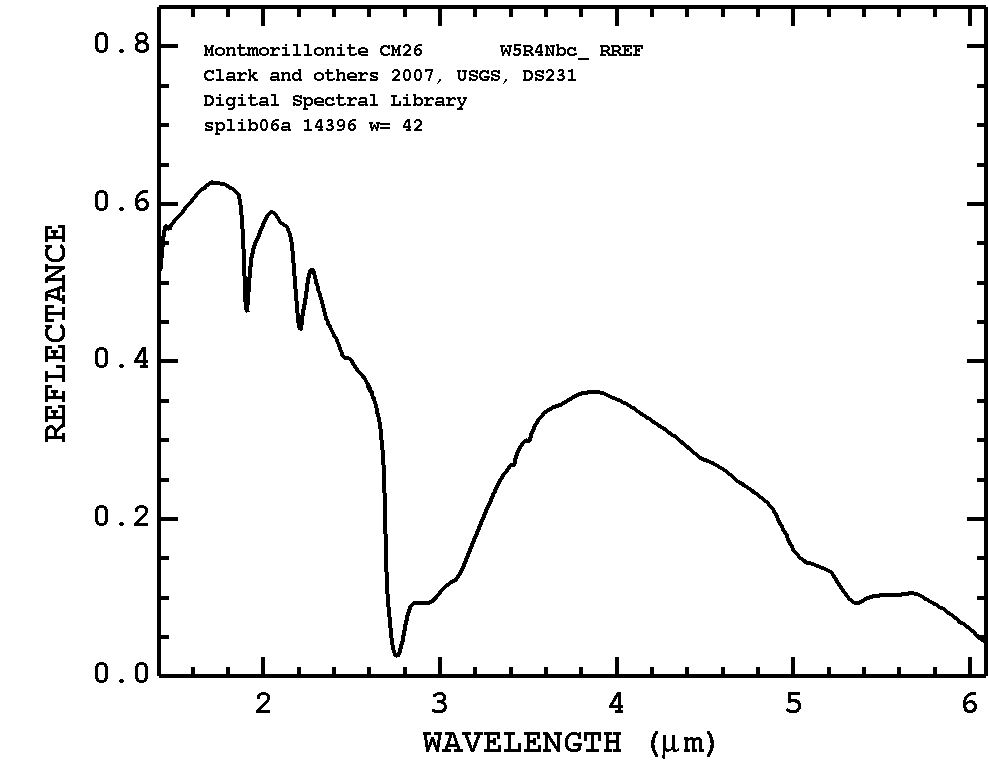 Montmorillonite CM26 W5R4Nbc_ RREF
Clark and others 2007, USGS, DS231
Digital Spectral Library
splib06a 14396 w= 42
0.8
0.6
0.4
0.2
0.0
REFLECTANCE
2 3 4 5 6
WAVELENGTH (μm)